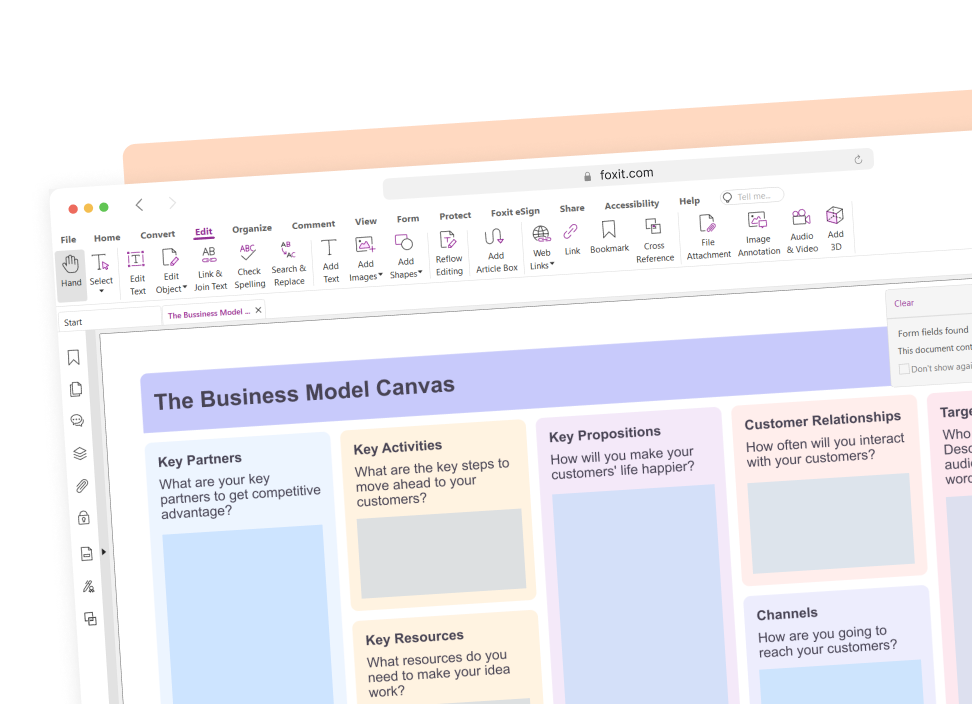 foxit.com
File Home Convert Edit Organize Comment View Form Protect Foxit eSign Share Accessibility Help Tell me...
Hand
Select
Edit
Text
Edit
Object
AB
Link &
Join Text
ABC
Check
Spelling
AB
AC
Search &
Replace
Add
Text
Add
Images
Add
Shapes
Reflow
Editing
Add
Article Box
Web
Links
Link
Bookmark
Cross
Reference
File
Attachment
Image
Annotation
Audio
& Video
Add
3D
Start
The Bussiness Model ...
Clear
Form fields found
This document cont
Don't show agai
The Business Model Canvas
Key Partners
What are your key
partners to get competitive
advantage?
Key Activities
What are the key steps to
move ahead to your
customers?
Key Resources
What resources do you
need to make your idea
work?
Key Propositions
How will you make your
customers' life happier?
Customer Relationships
How often will you interact
with your customers?
Channels
How are you going to
reach your customers?
Targe
Who
Desc
audie
word